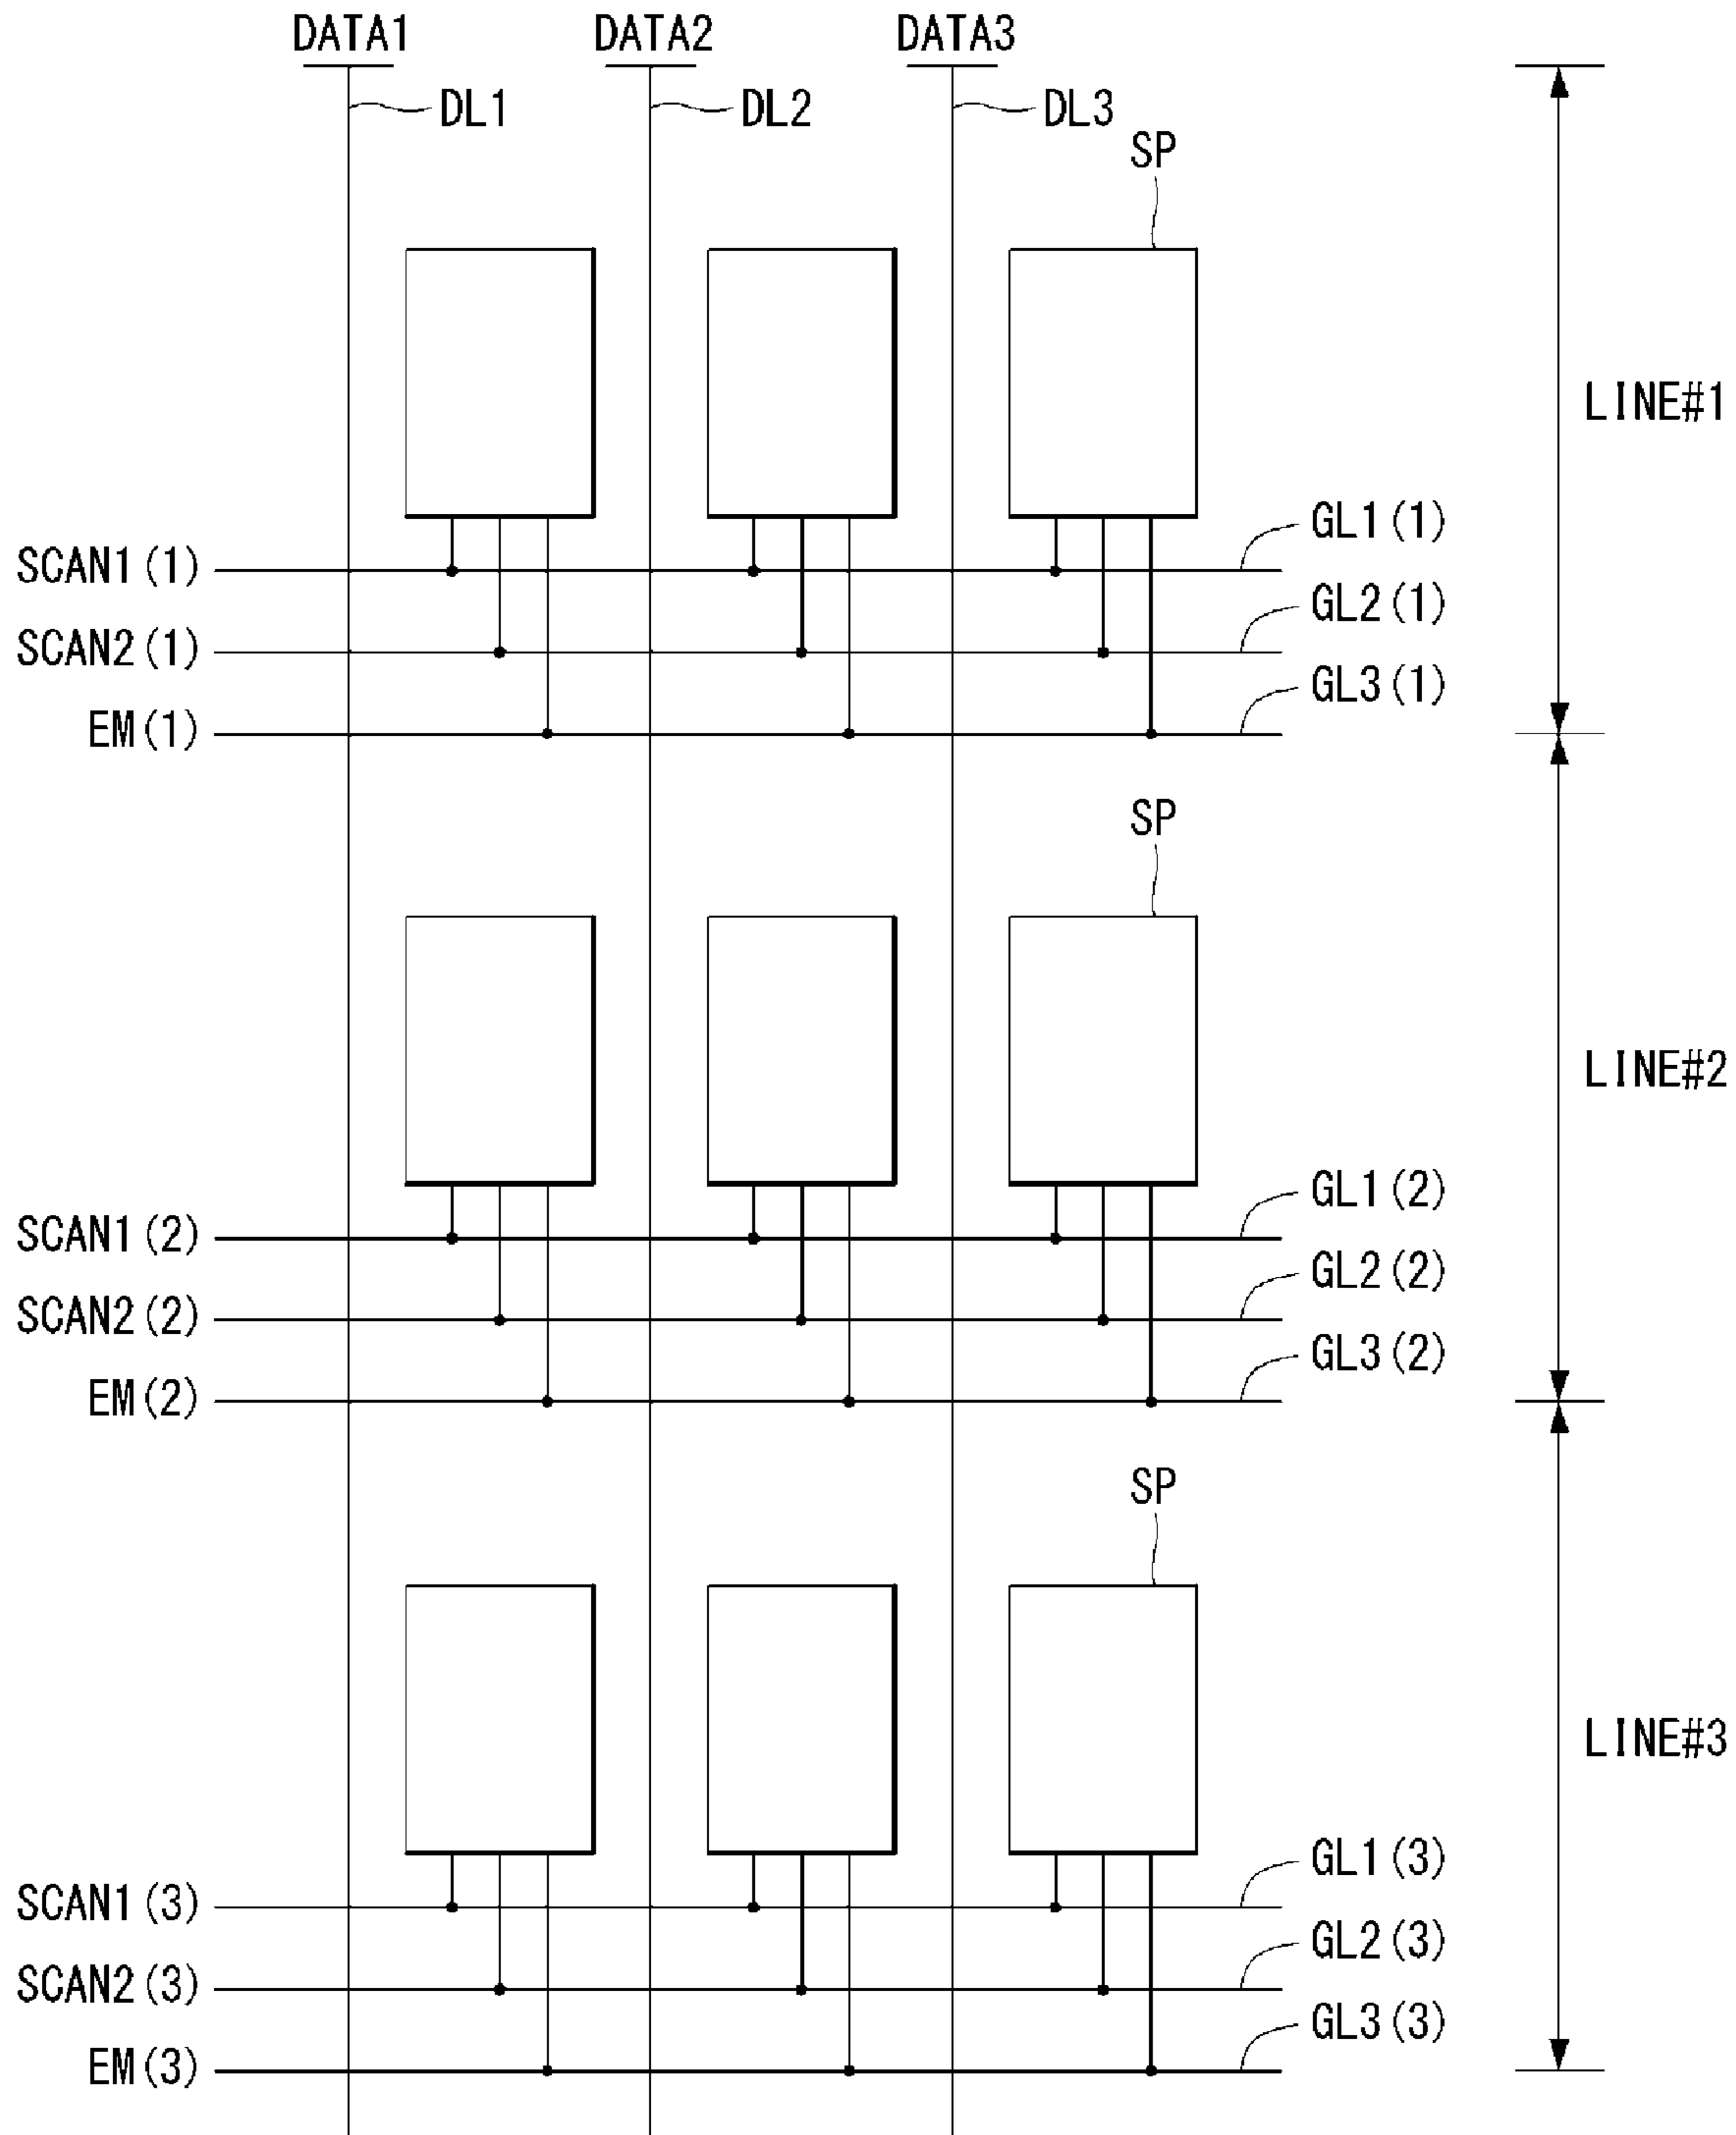 DATA1 DATA2 DATA3
DL1 DL2 DL3
SP
LINE#1
GL1(1)
SCAN1(1)
GL2(1)
SCAN2(1)
GL3(1)
EM(1)
SP
LINE#2
GL1(2)
SCAN1(2)
GL2(2)
SCAN2(2)
GL3(2)
EM(2)
SP
LINE#3
GL1(3)
SCAN1(3)
GL2(3)
SCAN2(3)
GL3(3)
EM(3)